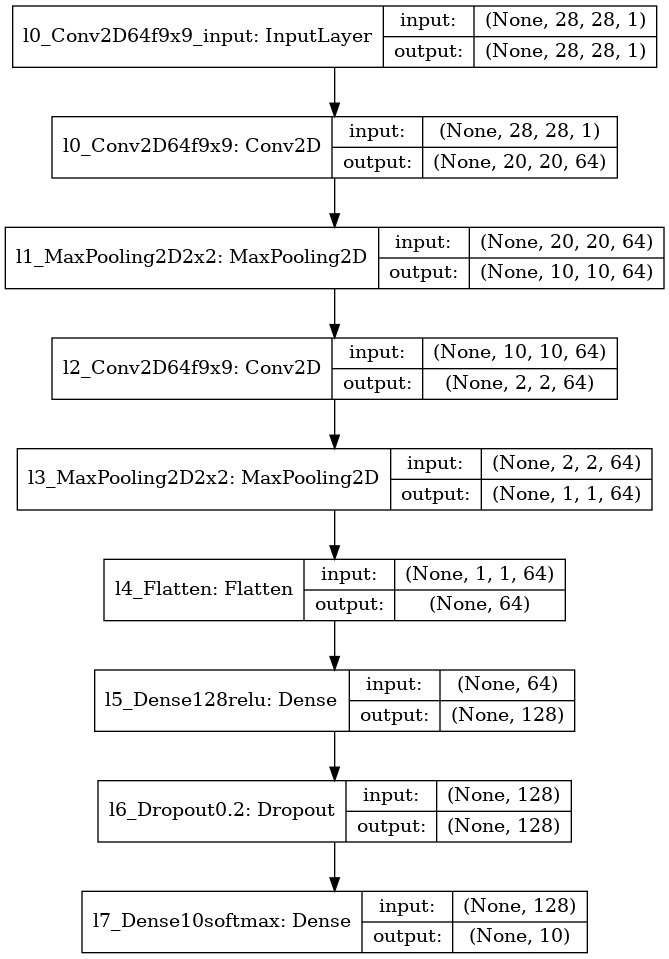 l0_Conv2D64f9x9_input: InputLayer
input: (None, 28, 28, 1)
output: (None, 28, 28, 1)
l0_Conv2D64f9x9: Conv2D
input: (None, 28, 28, 1)
output: (None, 20, 20, 64)
l1_MaxPooling2D2x2: MaxPooling2D
input: (None, 20, 20, 64)
output: (None, 10, 10, 64)
l2_Conv2D64f9x9: Conv2D
input: (None, 10, 10, 64)
output: (None, 2, 2, 64)
l3_MaxPooling2D2x2: MaxPooling2D
input: (None, 2, 2, 64)
output: (None, 1, 1, 64)
l4_Flatten: Flatten
input: (None, 1, 1, 64)
output: (None, 64)
l5_Dense128relu: Dense
input: (None, 64)
output: (None, 128)
l6_Dropout0.2: Dropout
input: (None, 128)
output: (None, 128)
l7_Dense10softmax: Dense
input: (None, 128)
output: (None, 10)